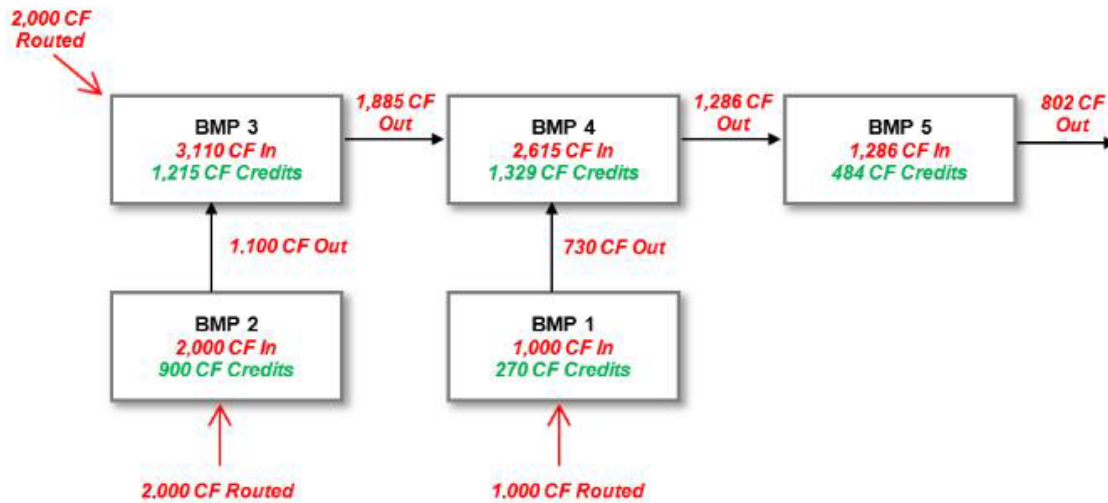 2,000 CF
Routed
BMP 3
3,110 CF In
1,215 CF Credits
1,885 CF
Out
BMP 4
2,615 CF In
1,329 CF Credits
1,286 CF
Out
BMP 5
1,286 CF In
484 CF Credits
802 CF
Out
1.100 CF Out
730 CF Out
BMP 2
2,000 CF In
900 CF Credits
BMP 1
1,000 CF In
270 CF Credits
2.000 CF Routed
1.000 CF Routed